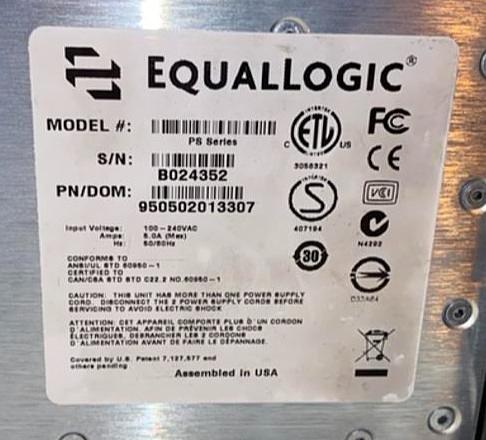 EQUALLOGIC®
MODEL #:
PS Series
S/N:
B024352
PN/DOM:
950502013307
Input Voltage: 100-240VAC
Amps: 8.0A (Max)
Hz: 50/60Hz
CONFORMS TO
ANSI/UL STD 60950-1
CERTIFIED TO
CAN/CSA STD STD C22.2 NO.60950-1
CAUTION: THIS UNIT HAS MORE THAN ONE POWER SUPPLY
CORD. DISCONNECT THE 2 POWER SUPPLY CORDS BEFORE
SERVICING TO AVOID ELECTRIC SHOCK
ATTENTION: CET APPAREIL COMPORTE PLUS D'UN CORDON
D'ALIMENTATION. AFIN DE PRÉVENIR LES CHOCS
ÉLECTRIQUES, DEBRANCHER LES 2 CORDONS
D'ALIMENTATION AVANT DE FAIRE LE DÉPANNAGE.
Covered by U.S. Patent 7,127,577 and
others pending
Assembled in USA
C ETL US
3058321
FC
CE
S
407194
VCCI
N4292
30